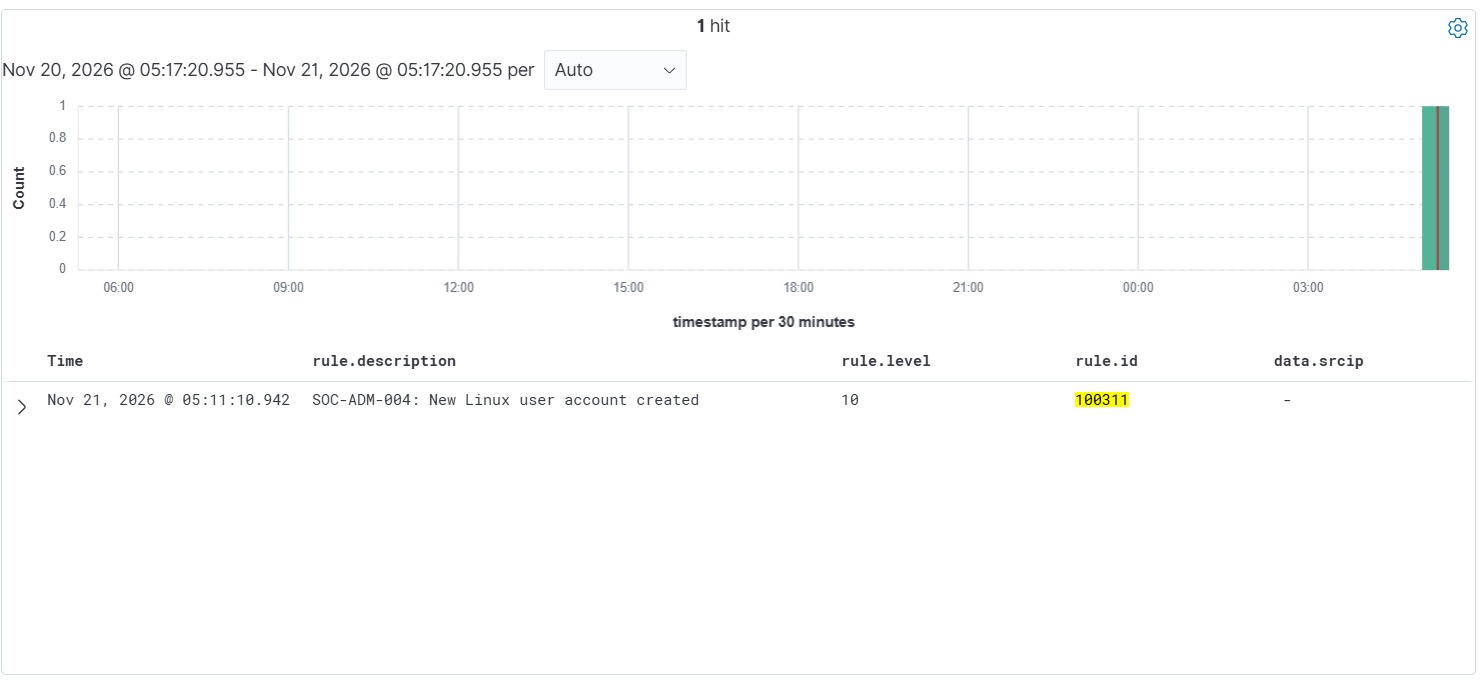 1 hit
Nov 20, 2026 @ 05:17:20.955 - Nov 21, 2026 @ 05:17:20.955 per Auto
1
0.8
0.6
0.4
0.2
0
Count
06:00 09:00 12:00 15:00 18:00 21:00 00:00 03:00
timestamp per 30 minutes
Time rule.description rule.level rule.id data.srcip
Nov 21, 2026 @ 05:11:10.942 SOC-ADM-004: New Linux user account created 10 100311 -